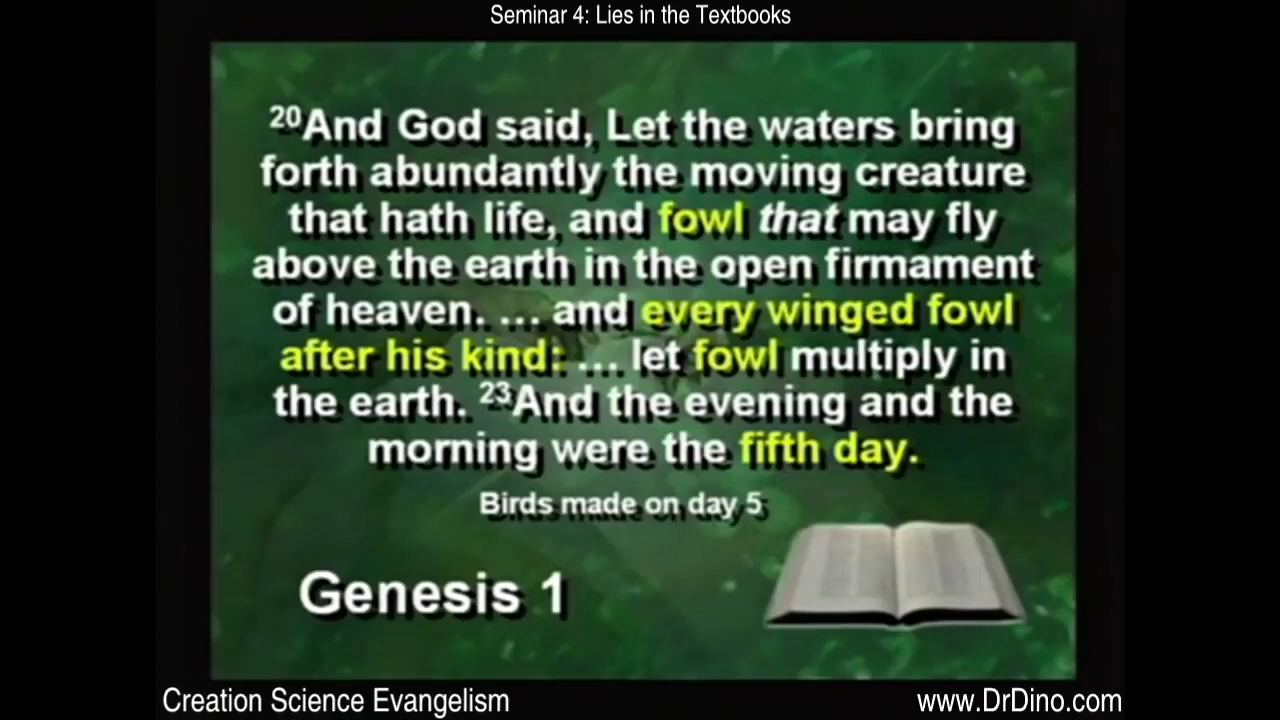 Seminar 4: Lies in the Textbooks
20And God said, Let the waters bring
forth abundantly the moving creature
that hath life, and fowl that may fly
above the earth in the open firmament
of heaven. ... and every winged fowl
after his kind: ... let fowl multiply in
the earth. 23And the evening and the
morning were the fifth day.
Birds made on day 5
Genesis 1
Creation Science Evangelism
www.DrDino.com